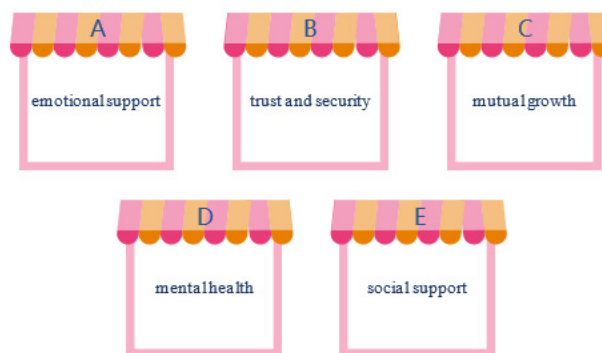 A
emotional support
B
trust and security
C
mutual growth
D
mental health
E
social support